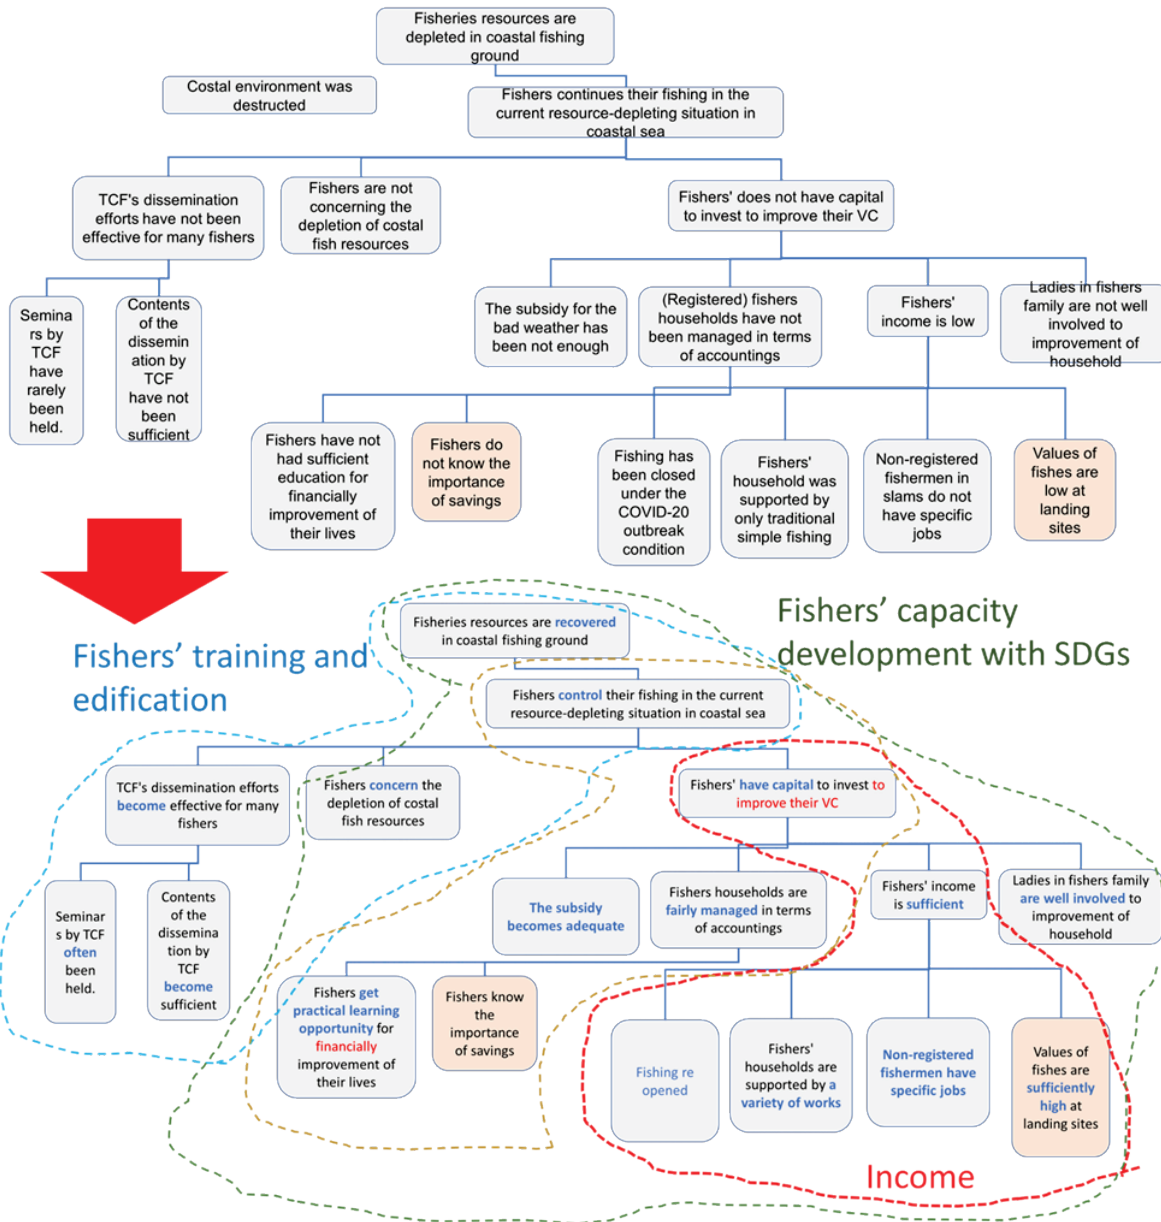 Fisheries resources are
depleted in coastal fishing
ground
Costal environment was
destructed
Fishers continues their fishing in the
current resource-depleting situation in
coastal sea
TCF's dissemination
efforts have not been
effective for many fishers
Fishers are not
concerning the
depletion of costal
fish resources
Fishers' does not have capital
to invest to improve their VC
Semina
rs by
TCF
have
rarely
been
held.
Contents
of the
dissemin
ation by
TCF
have not
been
sufficient
The subsidy for the
bad weather has
been not enough
(Registered) fishers
households have not
been managed in terms
of accountings
Fishers'
income is low
Ladies in fishers
family are not well
involved to
improvement of
household
Fishers have not
had sufficient
education for
financially
improvement of
their lives
Fishers do
not know the
importance
of savings
Fishing has
been closed
under the
COVID-20
outbreak
condition
Fishers'
household was
supported by
only traditional
simple fishing
Non-registered
fishermen in
slams do not
have specific
jobs
Values of
fishes are
low at
landing
sites
Fishers' training and
edification
Fishers' capacity
development with SDGs
Fisheries resources are recovered
in coastal fishing ground
Fishers control their fishing in the current
resource-depleting situation in coastal sea
TCF's dissemination efforts
become effective for many
fishers
Fishers concern the
depletion of costal
fish resources
Fishers' have capital to invest to
improve their VC
Seminar
s by TCF
often
been
held.
Contents
of the
dissemina
tion by
TCF
become
sufficient
The subsidy
becomes adequate
Fishers households are
fairly managed in terms
of accountings
Fishers' income
is sufficient
Ladies in fishers family
are well involved to
improvement of
household
Fishers get
practical learning
opportunity for
financially
improvement of
their lives
Fishers know
the
importance
of savings
Fishing re
opened
Fishers'
households are
supported by a
variety of works
Non-registered
fishermen have
specific jobs
Values of
fishes are
sufficiently
high at
landing sites
Income